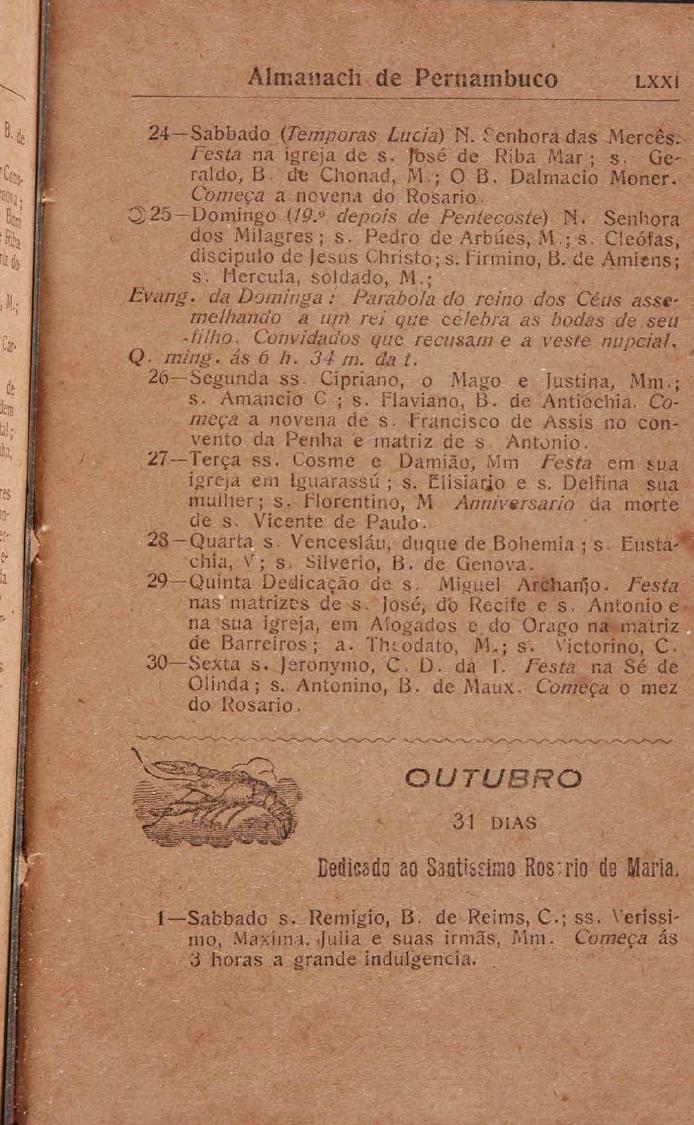 Almanach de Pernambuco LXXI
24—Sabbado (Temporas Lucia) N. Senhora das Mercês.
Festa na igreja de s. José de Riba Mar; s. Ge-
raldo, B. de Chonad, M.; O B. Dalmacio Moner.
Começa a novena do Rosario.
25—Domingo (19.º depois de Pentecoste) N. Senhora
dos Milagres; s. Pedro de Arbúes, M.; s. Cleófas,
discipulo de Jesus Christo; s. Firmino, B. de Amiens;
s. Hercula, soldado, M.;
Evang. da Dominga: Parabola do reino dos Céus asse-
melhando a um rei que celebra as bodas de seu
filho. Convidados que recusam e a veste nupcial.
Q. ming. ás 6 h. 34 m. da t.
26—Segunda ss. Cipriano, o Mago e Justina, Mm.;
s. Amancio C ; s. Flaviano, B. de Antiochia. Co-
meça a novena de s. Francisco de Assis no con-
vento da Penha e matriz de s Antonio.
27—Terça ss. Cosme e Damião, Mm Festa em sua
igreja em Iguarassú; s. Elisiario e s. Delfina sua
mulher; s. Florentino, M Anniversario da morte
de s. Vicente de Paulo.
28—Quarta s. Vencesláu, duque de Bohemia; s. Eusta-
chia, V; s. Silverio, B. de Genova.
29—Quinta Dedicação de s. Miguel Archanjo. Festa
nas matrizes de s. José, do Recife e s. Antonio e
na sua igreja, em Afogados e do Orago na matriz
de Barreiros; a. Theodato, M.; s. Victorino, C.
30—Sexta s. Jeronymo, C. D. da I. Festa na Sé de
Olinda; s. Antonino, B. de Maux. Começa o mez
do Rosario.
OUTUBRO
31 DIAS
Dedicado ao Santissimo Rosario de Maria.
1—Sabbado s. Remigio, B. de Reims, C.; ss. Verissi-
mo, Maxima, Julia e suas irmãs, Mm. Começa ás
3 horas a grande indulgencia.